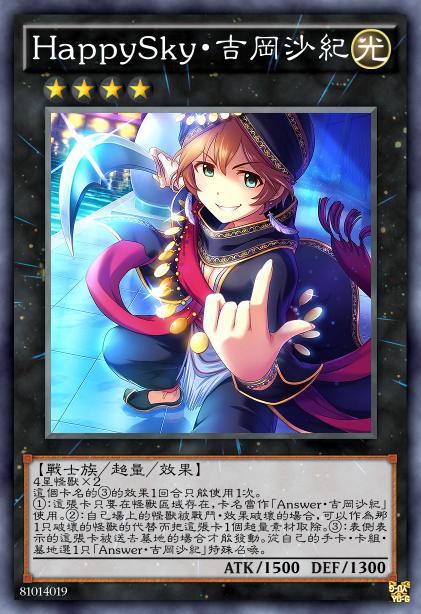 HappySky・吉岡沙紀 光
【戰士族／超量／效果】
4星怪獸×2
這個卡名的③的效果1回合只能使用1次。
①:這張卡只要在怪獸區域存在,卡名當作「Answer・吉岡沙紀」
使用。②:自己場上的怪獸被戰鬥・效果破壞的場合,可以作為那
1只破壞的怪獸的代替而把這張卡1個超量素材取除。③:表側表
示的這張卡被送去墓地的場合才能發動。從自己的手卡・卡組・
墓地選1只「Answer・吉岡沙紀」特殊召喚。
ATK/1500 DEF/1300
81014019